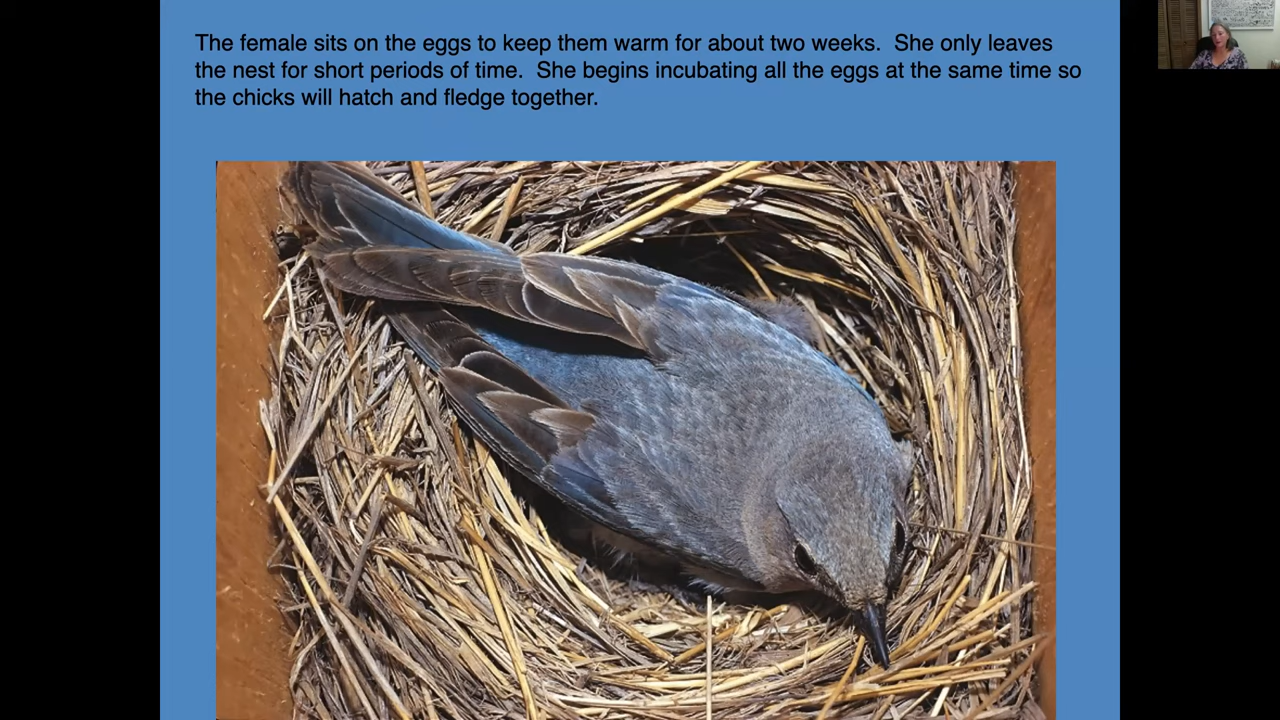 The female sits on the eggs to keep them warm for about two weeks.  She only leaves
the nest for short periods of time.  She begins incubating all the eggs at the same time so
the chicks will hatch and fledge together.